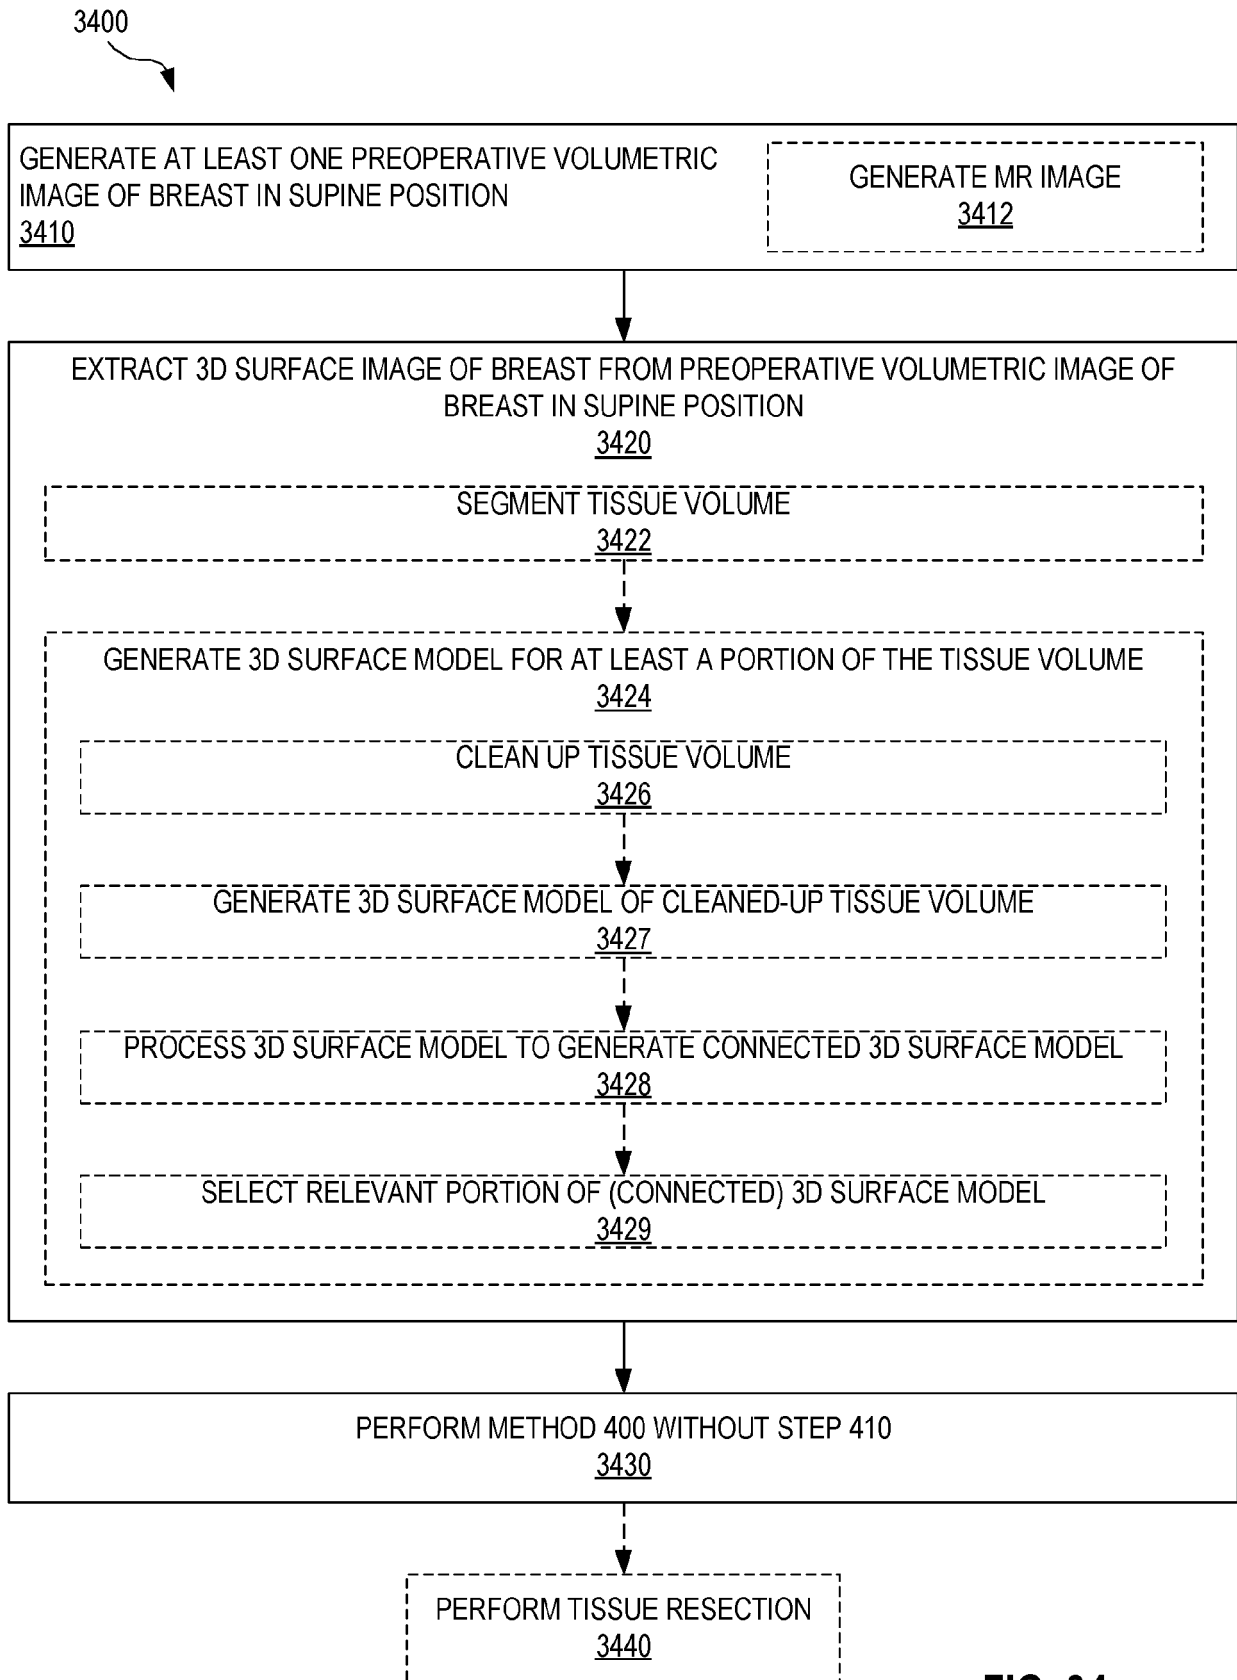 3400
GENERATE AT LEAST ONE PREOPERATIVE VOLUMETRIC
IMAGE OF BREAST IN SUPINE POSITION
3410
GENERATE MR IMAGE
3412
EXTRACT 3D SURFACE IMAGE OF BREAST FROM PREOPERATIVE VOLUMETRIC IMAGE OF
BREAST IN SUPINE POSITION
3420
SEGMENT TISSUE VOLUME
3422
GENERATE 3D SURFACE MODEL FOR AT LEAST A PORTION OF THE TISSUE VOLUME
3424
CLEAN UP TISSUE VOLUME
3426
GENERATE 3D SURFACE MODEL OF CLEANED-UP TISSUE VOLUME
3427
PROCESS 3D SURFACE MODEL TO GENERATE CONNECTED 3D SURFACE MODEL
3428
SELECT RELEVANT PORTION OF (CONNECTED) 3D SURFACE MODEL
3429
PERFORM METHOD 400 WITHOUT STEP 410
3430
PERFORM TISSUE RESECTION
3440